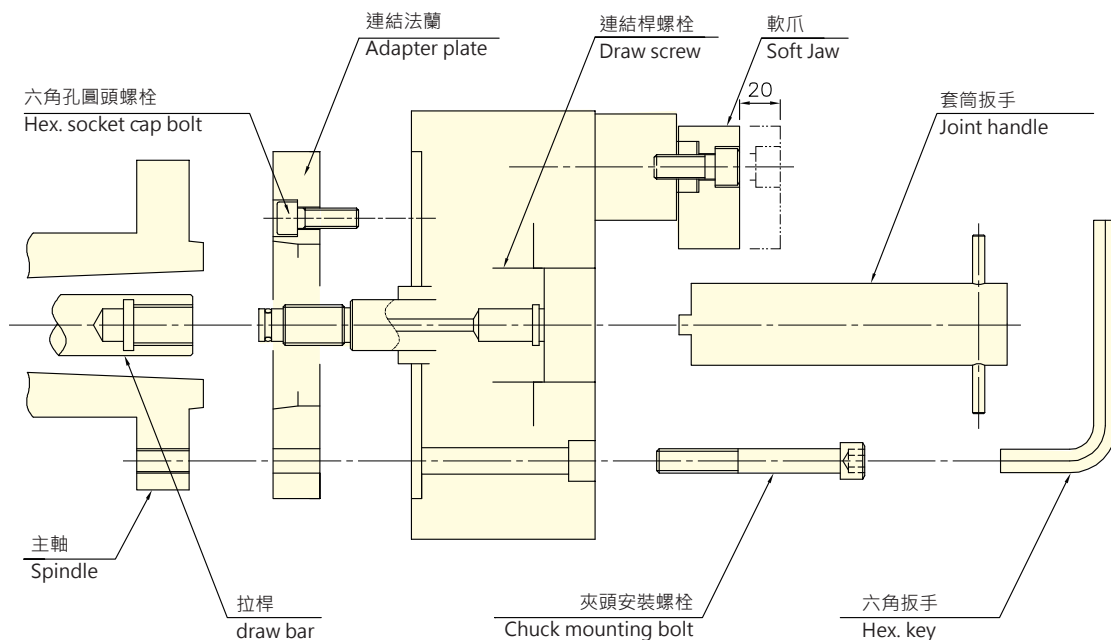 連結法蘭
Adapter plate
連結桿螺栓
Draw screw
軟爪
Soft Jaw
20
六角孔圓頭螺栓
Hex. socket cap bolt
套筒扳手
Joint handle
主軸
Spindle
拉桿
draw bar
夾頭安裝螺栓
Chuck mounting bolt
六角扳手
Hex. key